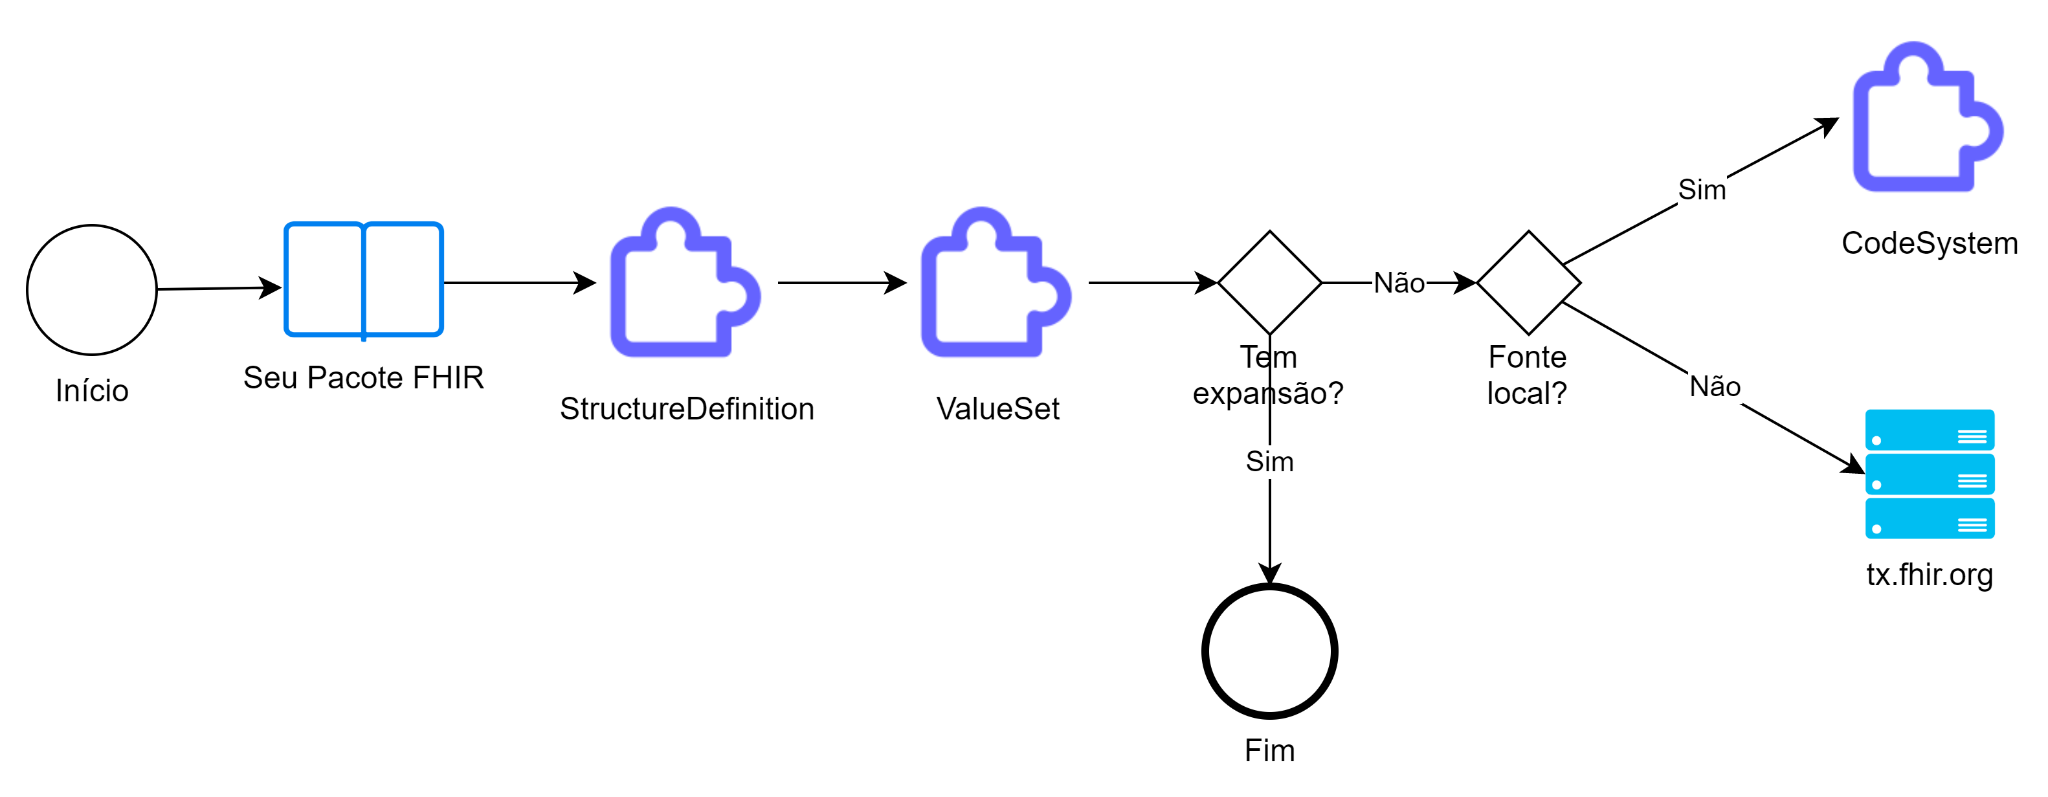 Início
Seu Pacote FHIR
StructureDefinition
ValueSet
Tem
expansão?
Não
Sim
Fim
Fonte
local?
Sim
CodeSystem
Não
tx.fhir.org